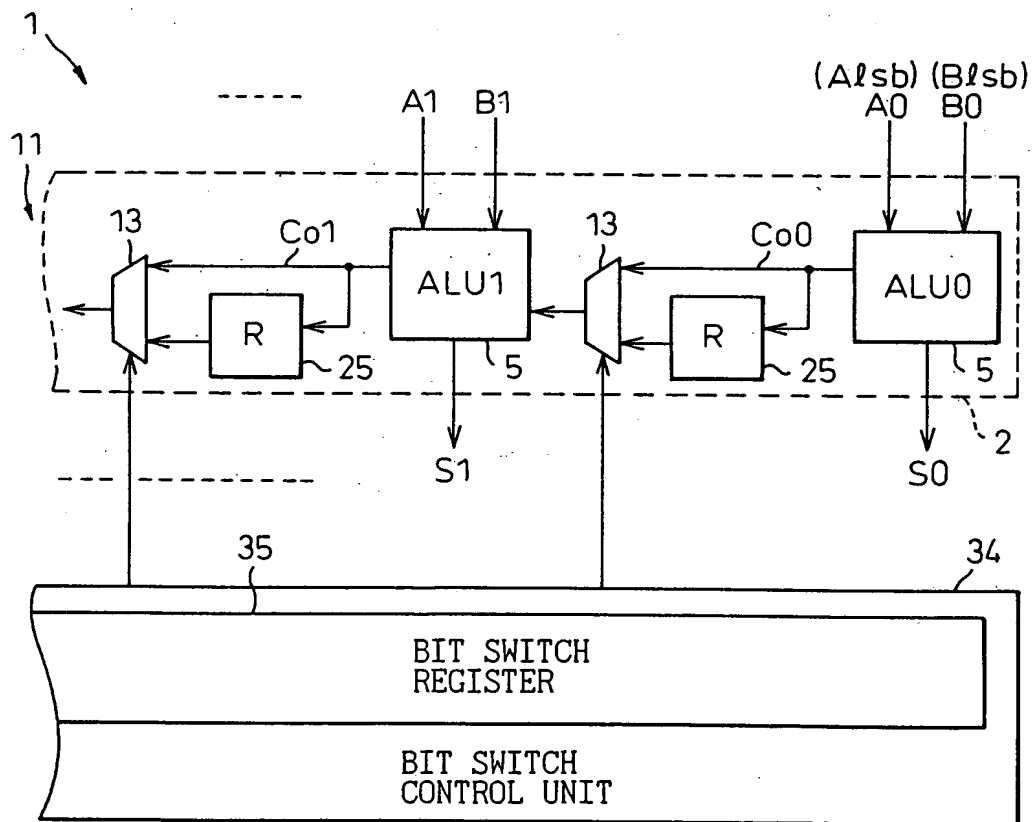 1
(Alsb) (Blsb)
A1 B1 A0 B0
11
13 Co1 13 Co0
ALU1 ALU0
R R
25 5 25 5
2
S1 S0
35 34
BIT SWITCH
REGISTER
BIT SWITCH
CONTROL UNIT